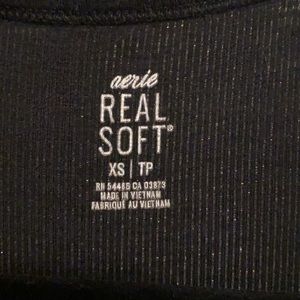 aerie
REAL
SOFT®
XS | TP
RN 54485 CA 03873
MADE IN VIETNAM
FABRIQUÉ AU VIETNAM